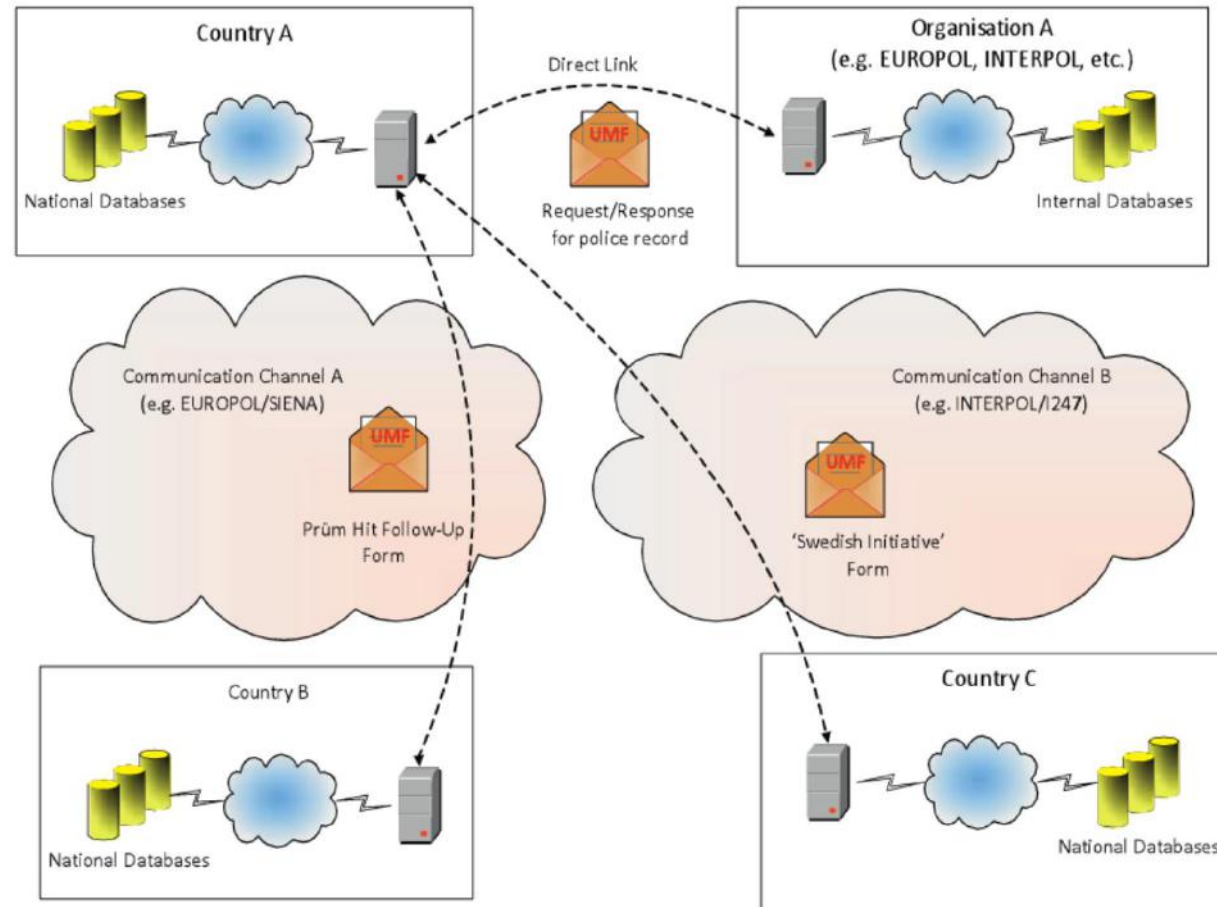 Country A
National Databases
Direct Link
UMF
Request/Response
for police record
Organisation A
(e.g. EUROPOL, INTERPOL, etc.)
Internal Databases
Communication Channel A
(e.g. EUROPOL/SIENA)
UMF
Prüm Hit Follow-Up
Form
Communication Channel B
(e.g. INTERPOL/I247)
UMF
‘Swedish Initiative’
Form
Country B
National Databases
Country C
National Databases